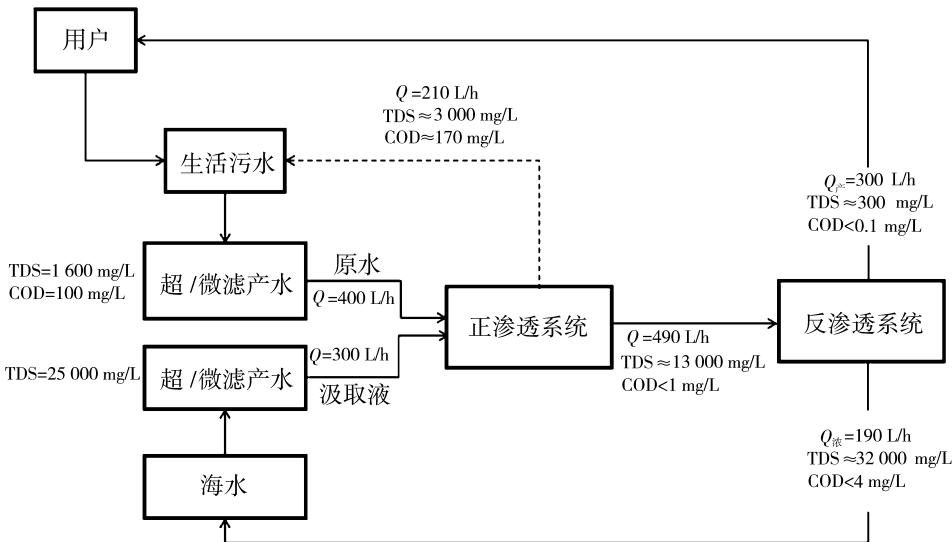 用户
Q=210 L/h
TDS≈3 000 mg/L
COD≈170 mg/L
生活污水
Q产=300 L/h
TDS≈300 mg/L
COD<0.1 mg/L
TDS=1 600 mg/L
COD=100 mg/L
超/微滤产水
原水
Q=400 L/h
正渗透系统
反渗透系统
Q=490 L/h
TDS≈13 000 mg/L
COD<1 mg/L
TDS=25 000 mg/L
超/微滤产水
Q=300 L/h
汲取液
海水
Q浓=190 L/h
TDS≈32 000 mg/L
COD<4 mg/L